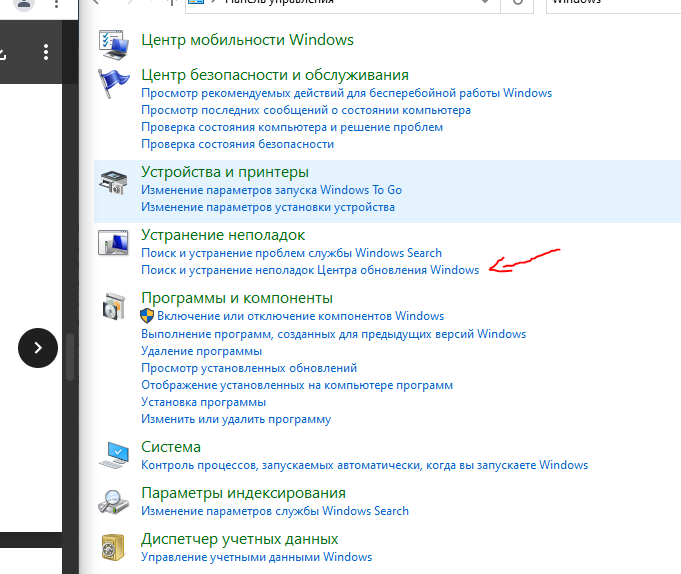 Панель управления
Windows
Центр мобильности Windows
Центр безопасности и обслуживания
Просмотр рекомендуемых действий для бесперебойной работы Windows
Просмотр последних сообщений о состоянии компьютера
Проверка состояния компьютера и решение проблем
Проверка состояния безопасности
Устройства и принтеры
Изменение параметров запуска Windows To Go
Изменение параметров установки устройства
Устранение неполадок
Поиск и устранение проблем службы Windows Search
Поиск и устранение неполадок Центра обновления Windows
Программы и компоненты
Включение или отключение компонентов Windows
Выполнение программ, созданных для предыдущих версий Windows
Удаление программы
Просмотр установленных обновлений
Отображение установленных на компьютере программ
Установка программы
Изменить или удалить программу
Система
Контроль процессов, запускаемых автоматически, когда вы запускаете Windows
Параметры индексирования
Изменение параметров службы Windows Search
Диспетчер учетных данных
Управление учетными данными Windows